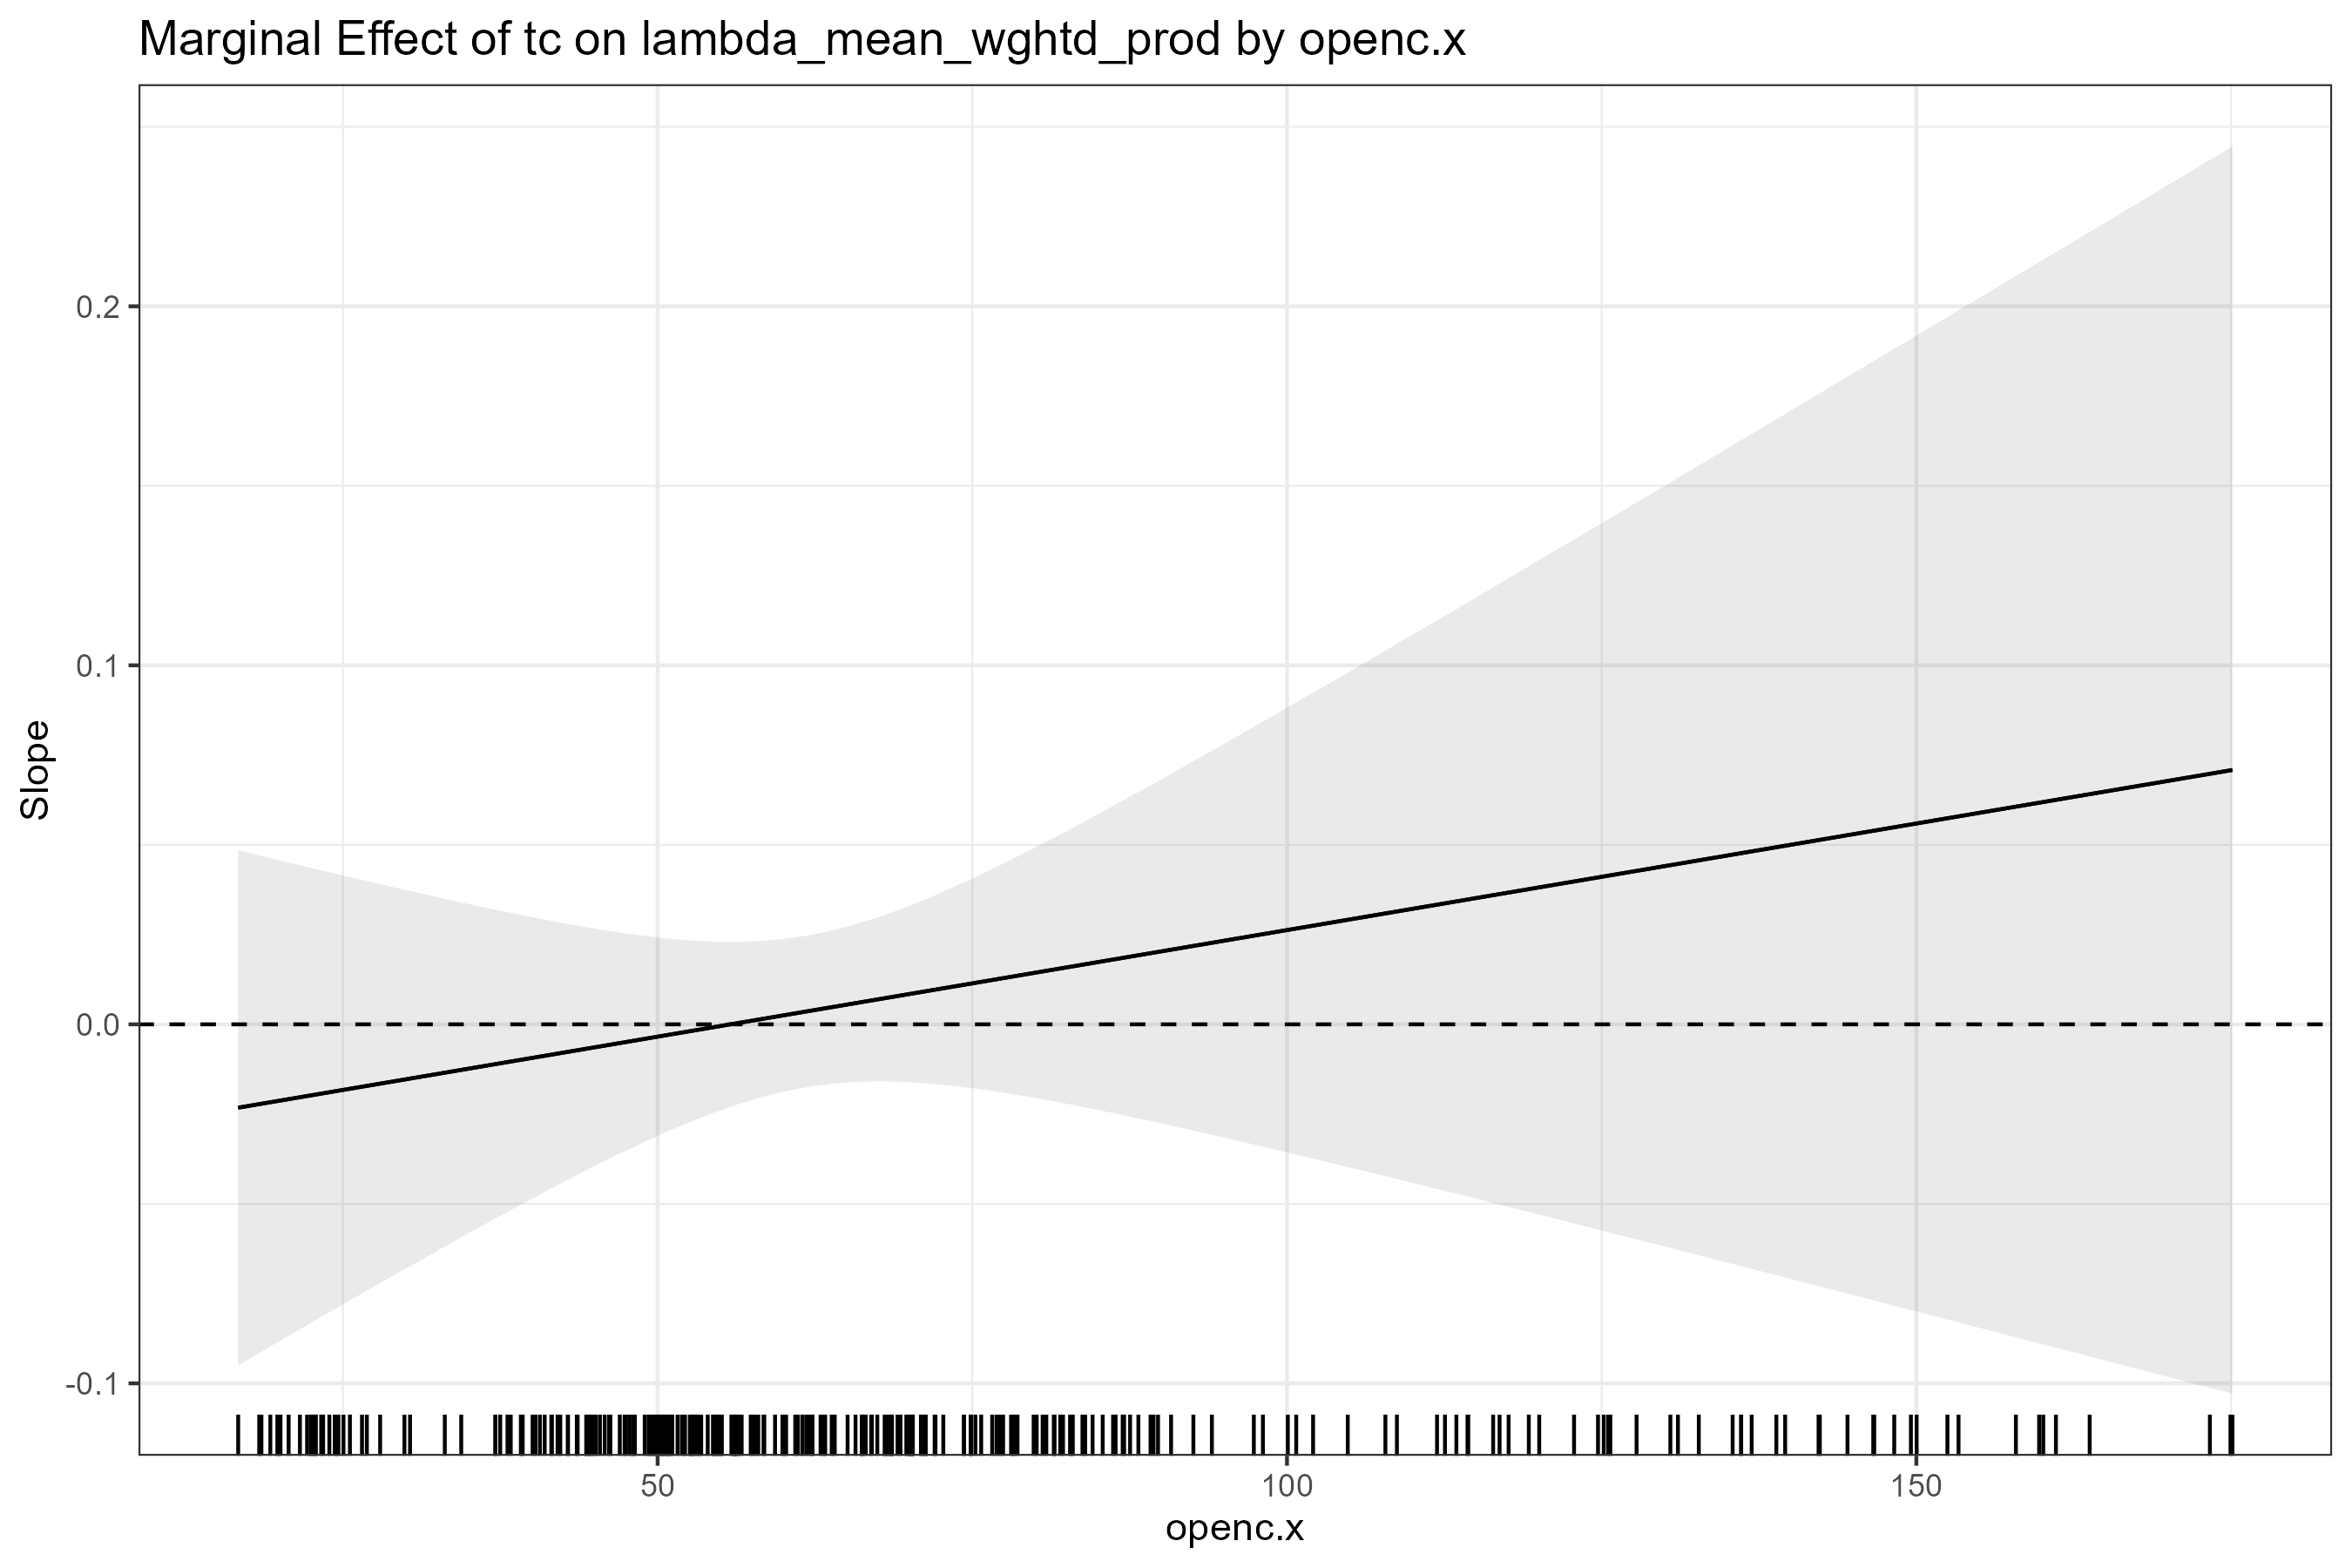 Marginal Effect of tc on lambda_mean_wghtd_prod by openc.x
0.2
0.1
0.0
-0.1
Slope
50 100 150
openc.x